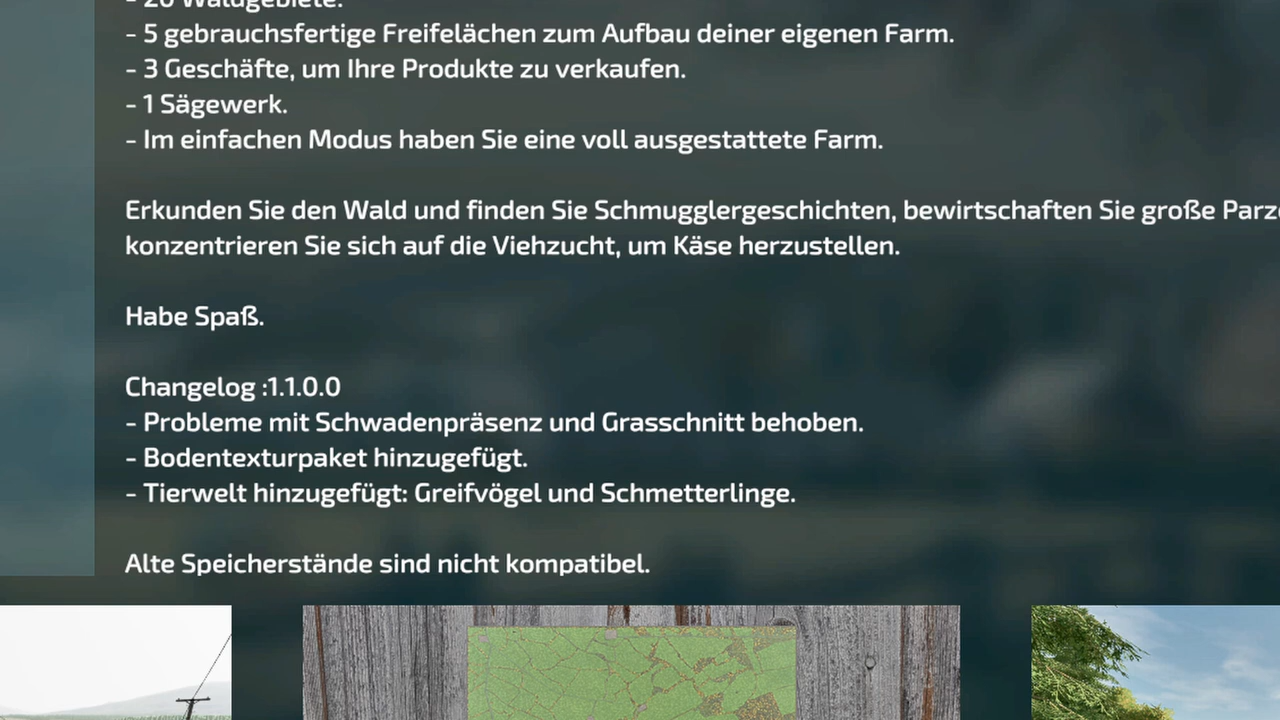 - 20 Waldgebiete.
- 5 gebrauchsfertige Freifelächen zum Aufbau deiner eigenen Farm.
- 3 Geschäfte, um Ihre Produkte zu verkaufen.
- 1 Sägewerk.
- Im einfachen Modus haben Sie eine voll ausgestattete Farm.
Erkunden Sie den Wald und finden Sie Schmugglergeschichten, bewirtschaften Sie große
konzentrieren Sie sich auf die Viehzucht, um Käse herzustellen.
Habe Spaß.
Changelog :1.1.0.0
- Probleme mit Schwadenpräsenz und Grasschnitt behoben.
- Bodentexturpaket hinzugefügt.
- Tierwelt hinzugefügt: Greifvögel und Schmetterlinge.
Alte Speicherstände sind nicht kompatibel.